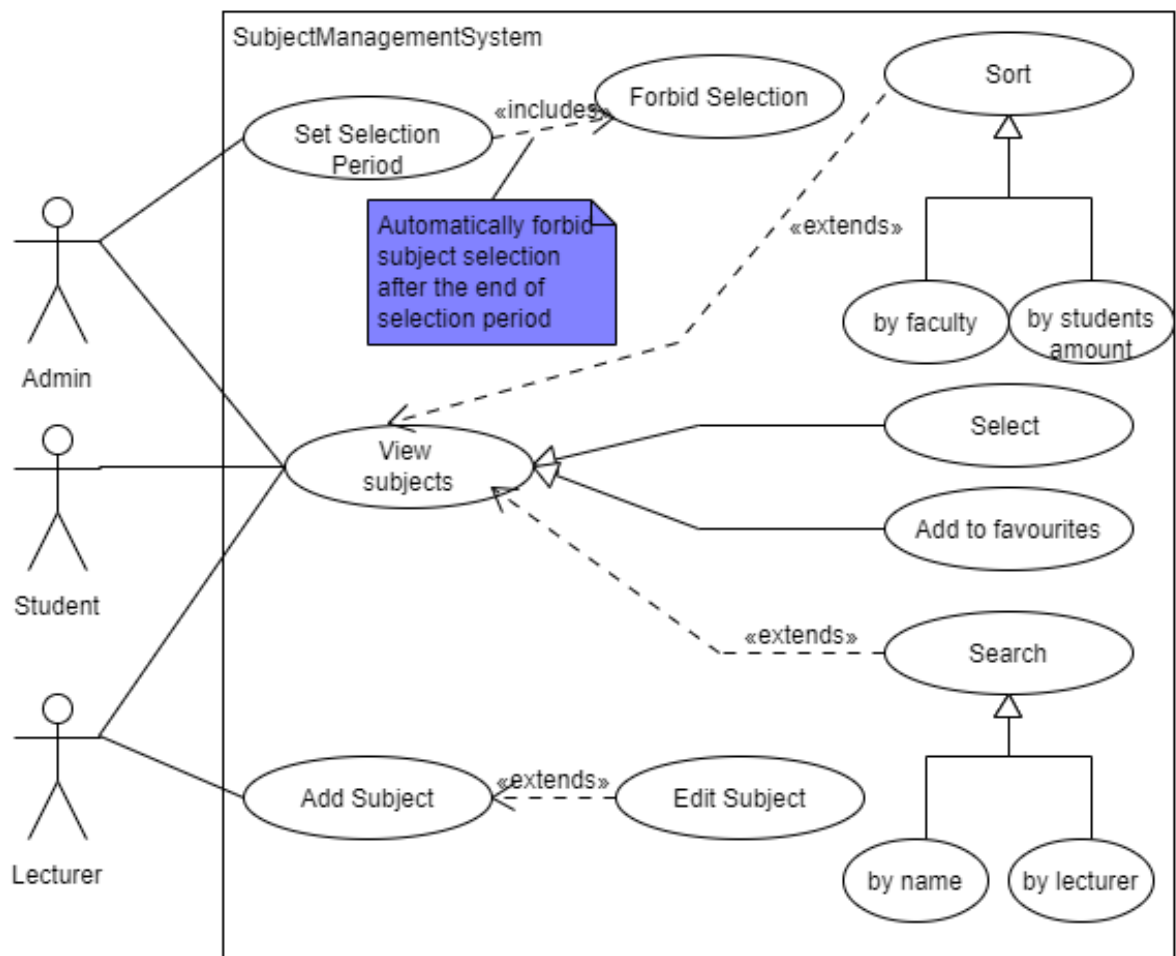 SubjectManagementSystem
Sort
Forbid Selection
«includes»
Set Selection
Period
Automatically forbid
subject selection
after the end of
selection period
«extends»
by faculty
by students
amount
Admin
Select
View
subjects
Add to favourites
Student
«extends»
Search
«extends»
Add Subject
Edit Subject
Lecturer
by name
by lecturer